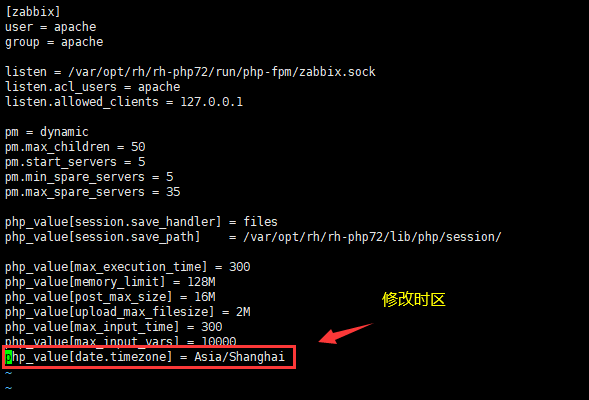 [zabbix]
user = apache
group = apache
listen = /var/opt/rh/rh-php72/run/php-fpm/zabbix.sock
listen.acl_users = apache
listen.allowed_clients = 127.0.0.1
pm = dynamic
pm.max_children = 50
pm.start_servers = 5
pm.min_spare_servers = 5
pm.max_spare_servers = 35
php_value[session.save_handler] = files
php_value[session.save_path]    = /var/opt/rh/rh-php72/lib/php/session/
php_value[max_execution_time] = 300
php_value[memory_limit] = 128M
php_value[post_max_size] = 16M
php_value[upload_max_filesize] = 2M
php_value[max_input_time] = 300
php_value[max_input_vars] = 10000
修改时区
php_value[date.timezone] = Asia/Shanghai
~
~